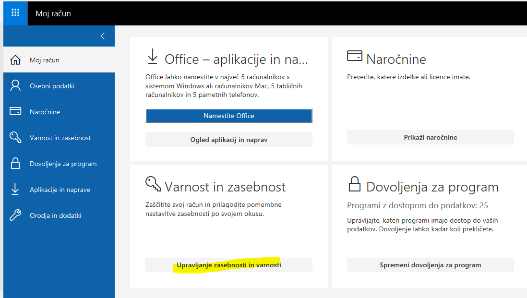 Moj račun
Moj račun
Osebni podatki
Naročnine
Varnost in zasebnost
Dovoljenja za program
Aplikacije in naprave
Orodja in dodatki
Office – aplikacije in na...
Office lahko namestite v največ 5 računalnikov s
sistemom Windows ali računalnikov Mac, 5 tabličnih
računalnikov in 5 pametnih telefonov.
Namestite Office
Ogled aplikacij in naprav
Naročnine
Preverite, katere izdelke ali licence imate.
Prikaži naročnine
Varnost in zasebnost
Zaščitite svoj račun in prilagodite pomembne
nastavitve zasebnosti po svojem okusu.
Upravljanje zasebnosti in varnosti
Dovoljenja za program
Programi z dostopom do podatkov: 25
Upravljajte, kateri programi imajo dostop do vaših
podatkov. Dovoljenje lahko kadar koli prekličete.
Spremeni dovoljenja za program